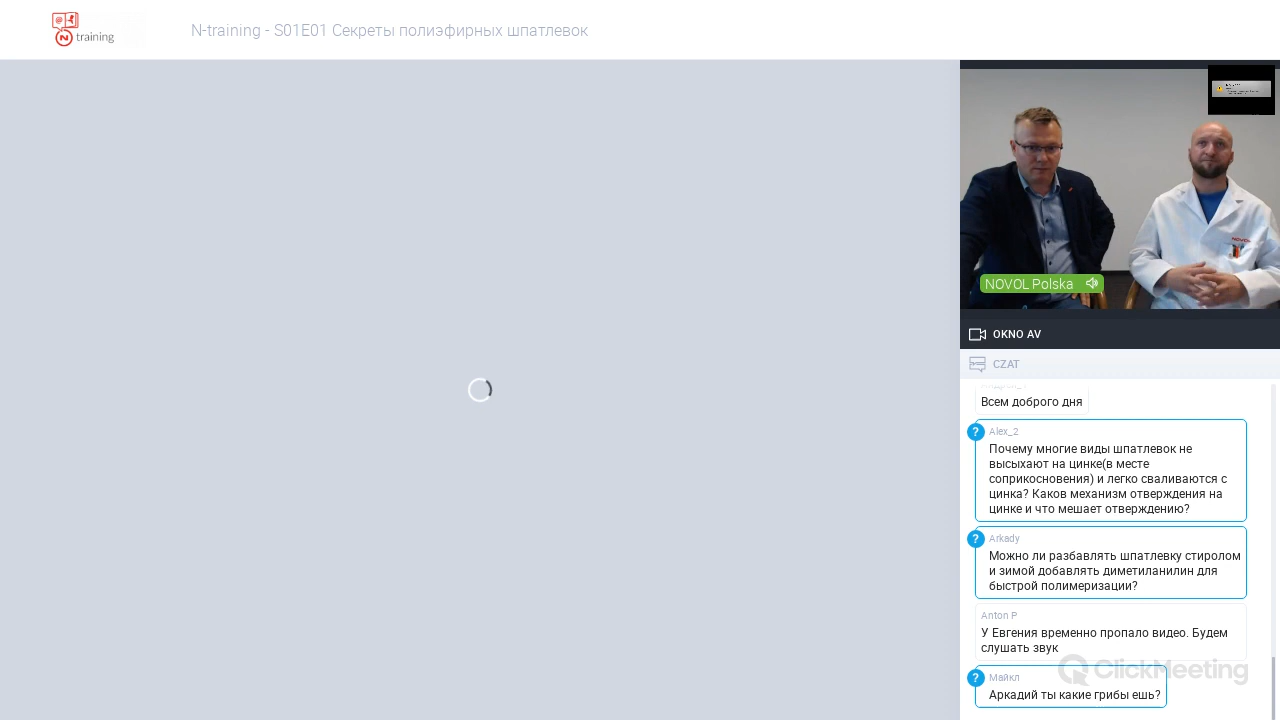 N training
N-training - S01E01 Секреты полиэфирных шпатлевок
NOVOL
NOVOL Polska
OKNO AV
CZAT
Всем доброго дня
Alex_2
Почему многие виды шпатлевок не
высыхают на цинке(в месте
соприкосновения) и легко сваливаются с
цинка? Каков механизм отверждения на
цинке и что мешает отверждению?
Arkady
Можно ли разбавлять шпатлевку стиролом
и зимой добавлять диметиланилин для
быстрой полимеризации?
Anton P
У Евгения временно пропало видео. Будем
слушать звук
ClickMeeting
Майкл
Аркадий ты какие грибы ешь?